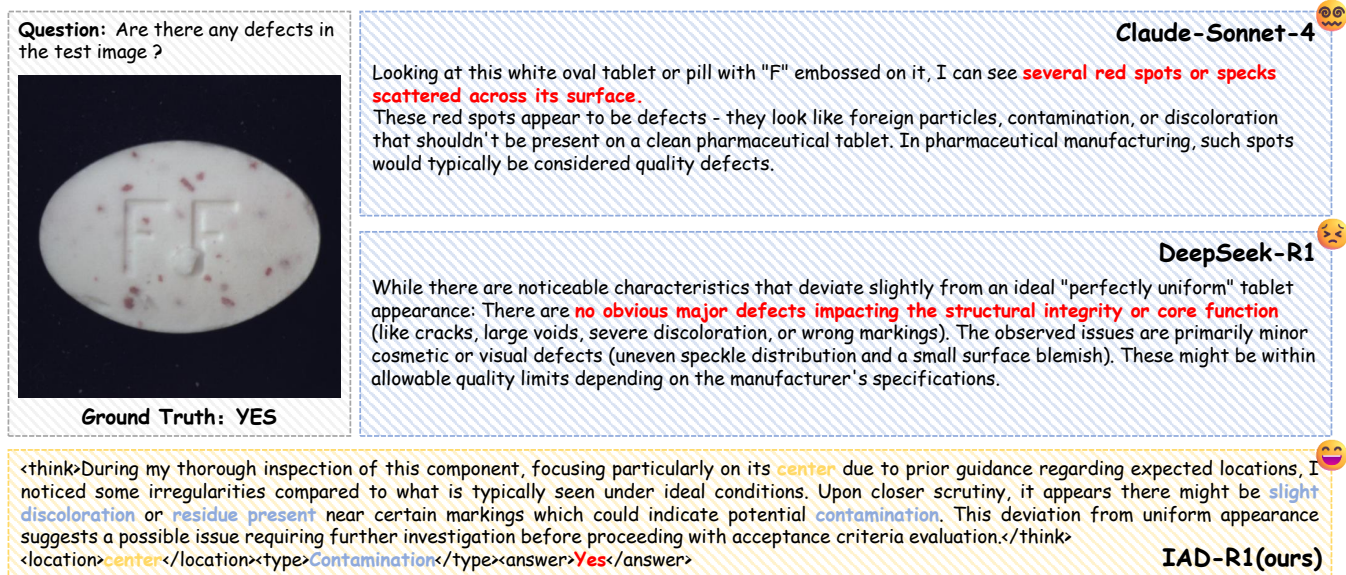 Question: Are there any defects in
the test image ?
F F
Ground Truth: YES
Claude-Sonnet-4
Looking at this white oval tablet or pill with "F" embossed on it, I can see several red spots or specks
scattered across its surface.
These red spots appear to be defects - they look like foreign particles, contamination, or discoloration
that shouldn't be present on a clean pharmaceutical tablet. In pharmaceutical manufacturing, such spots
would typically be considered quality defects.
DeepSeek-R1
While there are noticeable characteristics that deviate slightly from an ideal "perfectly uniform" tablet
appearance: There are no obvious major defects impacting the structural integrity or core function
(like cracks, large voids, severe discoloration, or wrong markings). The observed issues are primarily minor
cosmetic or visual defects (uneven speckle distribution and a small surface blemish). These might be within
allowable quality limits depending on the manufacturer's specifications.
<think>During my thorough inspection of this component, focusing particularly on its center due to prior guidance regarding expected locations, I
noticed some irregularities compared to what is typically seen under ideal conditions. Upon closer scrutiny, it appears there might be slight
discoloration or residue present near certain markings which could indicate potential contamination. This deviation from uniform appearance
suggests a possible issue requiring further investigation before proceeding with acceptance criteria evaluation.</think>
<location>center</location><type>Contamination</type><answer>Yes</answer>
IAD-R1(ours)